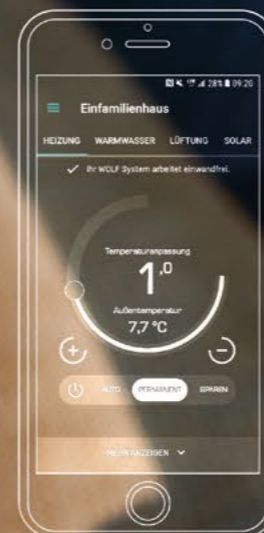 28% 09:20
Einfamilienhaus
HEIZUNG WARMWASSER LÜFTUNG SOLAR
Ihr WOLF System arbeitet einwandfrei.
Temperaturanpassung
1,0
Außentemperatur
7,7 °C
+ −
AUTO PERMANENT SPAREN
MEHR ANZEIGEN